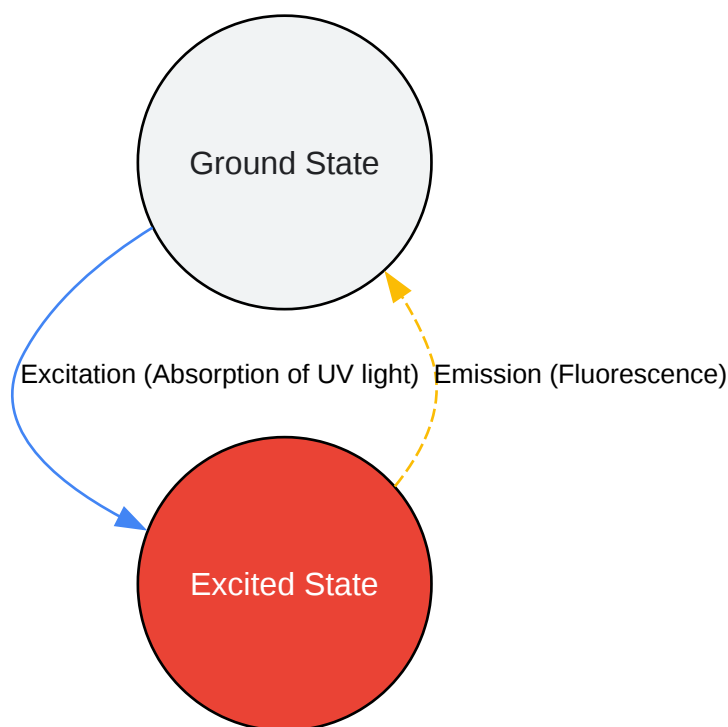 Ground State
Excitation (Absorption of UV light)
Emission (Fluorescence)
Excited State